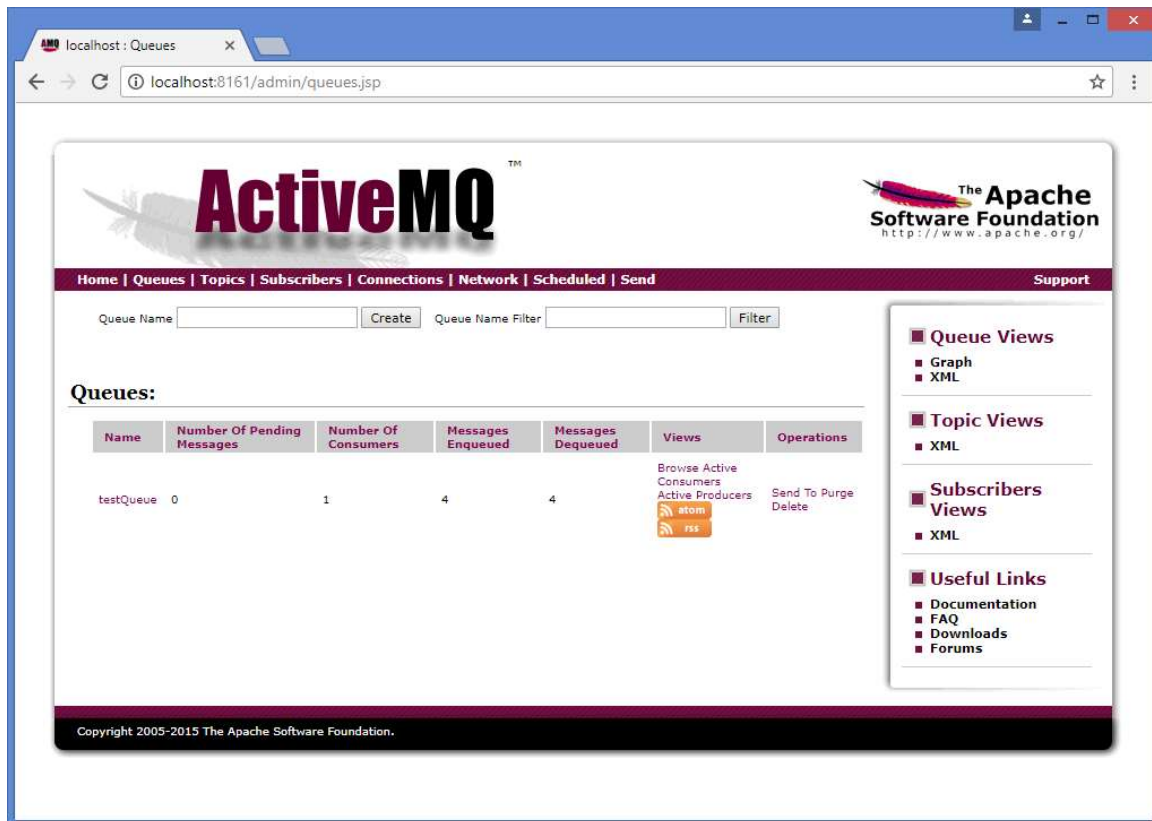 localhost : Queues
localhost:8161/admin/queues.jsp
ActiveMQ ™
The Apache
Software Foundation
http://www.apache.org/
Home | Queues | Topics | Subscribers | Connections | Network | Scheduled | Send
Support
Queue Name Create Queue Name Filter Filter
Queues:
Name Number Of Pending Messages Number Of Consumers Messages Enqueued Messages Dequeued Views Operations
testQueue 0 1 4 4
Browse Active
Consumers
Active Producers
atom
rss
Send To Purge
Delete
Queue Views
Graph
XML
Topic Views
XML
Subscribers
Views
XML
Useful Links
Documentation
FAQ
Downloads
Forums
Copyright 2005-2015 The Apache Software Foundation.